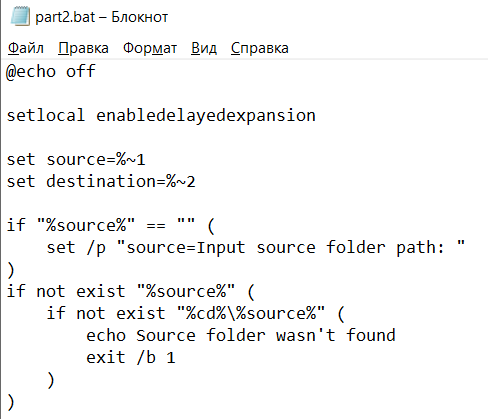 part2.bat – Блокнот
Файл Правка Формат Вид Справка
@echo off
setlocal enabledelayedexpansion
set source=%~1
set destination=%~2
if "%source%" == "" (
    set /p "source=Input source folder path: "
)
if not exist "%source%" (
    if not exist "%cd%\%source%" (
        echo Source folder wasn't found
        exit /b 1
    )
)